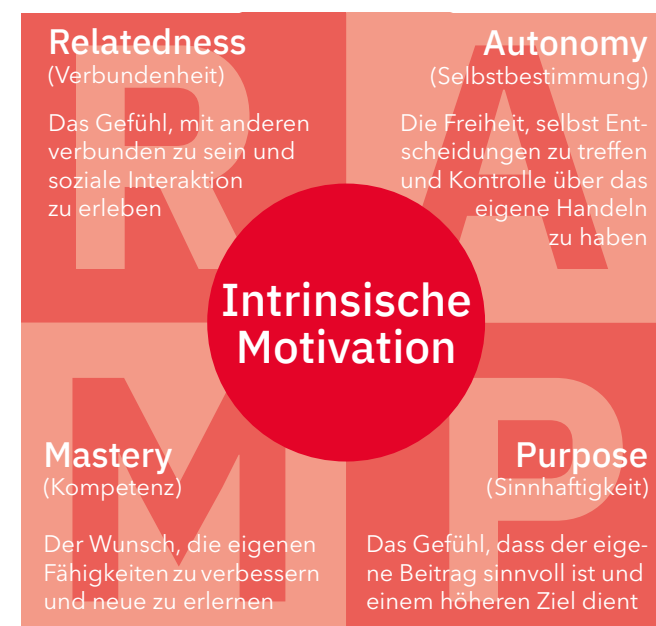 Relatedness
(Verbundenheit)
Das Gefühl, mit anderen
verbunden zu sein und
soziale Interaktion
zu erleben
R
Autonomy
(Selbstbestimmung)
Die Freiheit, selbst Ent-
scheidungen zu treffen
und Kontrolle über das
eigene Handeln
zu haben
A
Intrinsische
Motivation
Mastery
(Kompetenz)
Der Wunsch, die eigenen
Fähigkeiten zu verbessern
und neue zu erlernen
M
Purpose
(Sinnhaftigkeit)
Das Gefühl, dass der eige-
ne Beitrag sinnvoll ist und
einem höheren Ziel dient
P